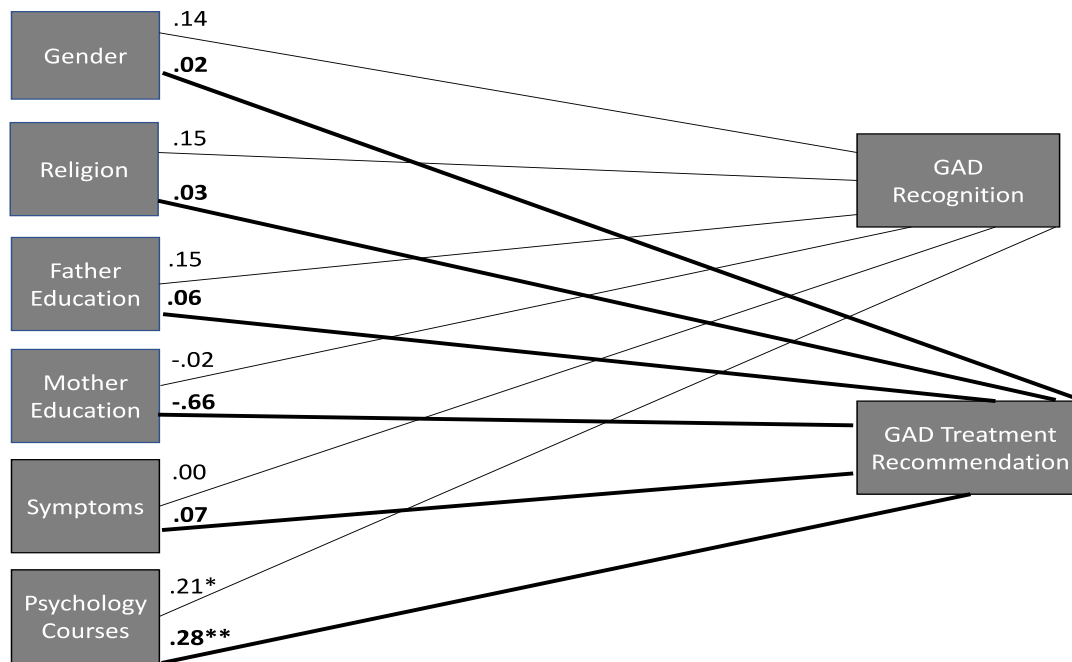 Gender
.14
.02
Religion
.15
.03
Father
Education
.15
.06
Mother
Education
-.02
-.66
Symptoms
.00
.07
Psychology
Courses
.21*
.28**
GAD
Recognition
GAD Treatment
Recommendation